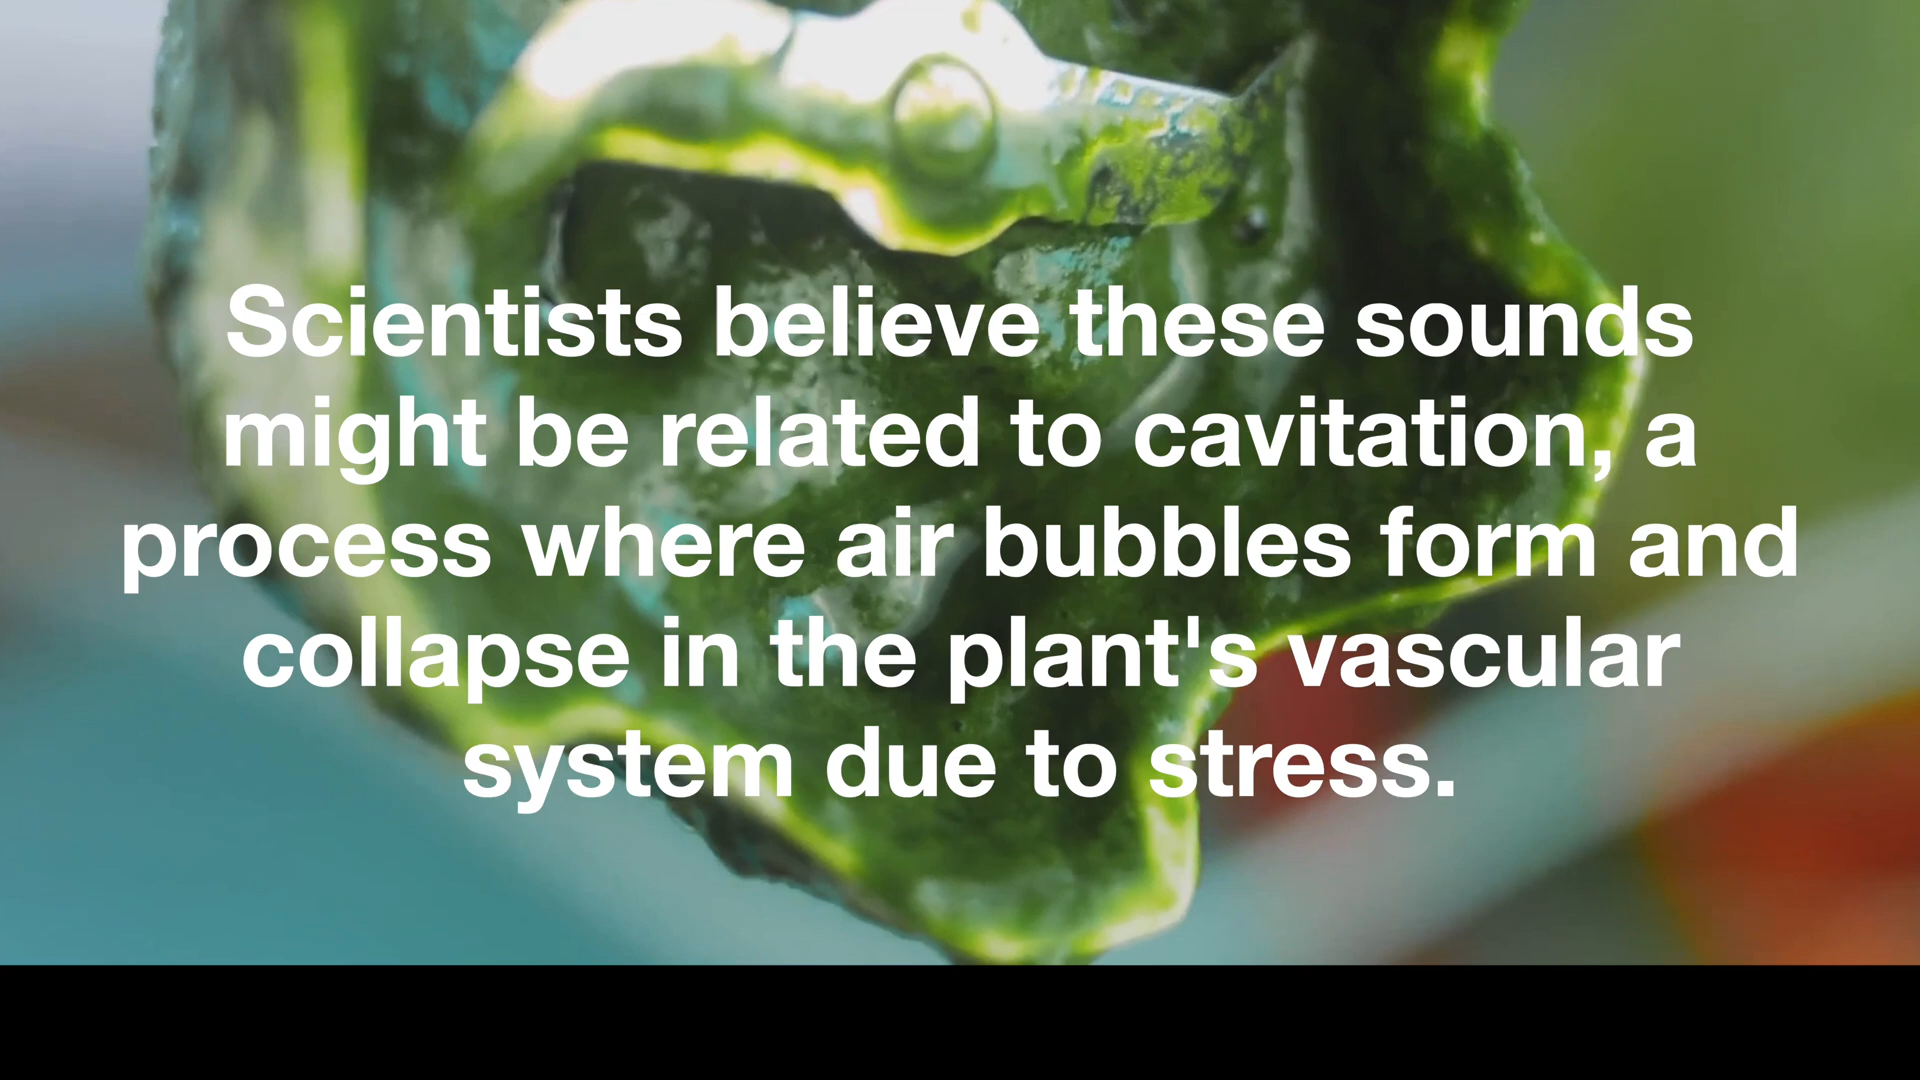 Scientists believe these sounds
might be related to cavitation, a
process where air bubbles form and
collapse in the plant's vascular
system due to stress.